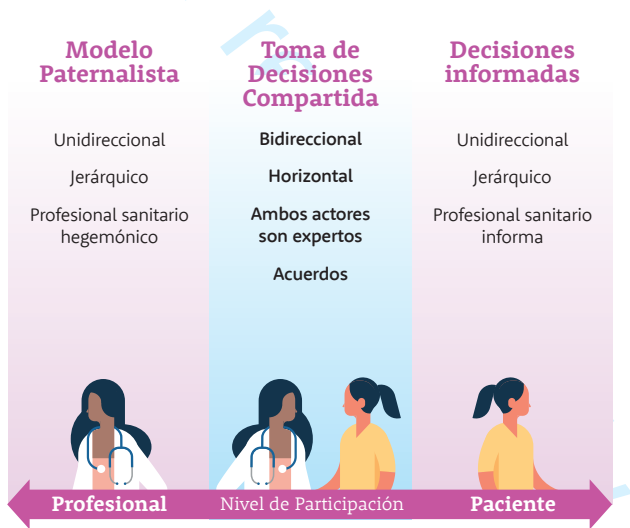 Modelo
Paternalista
Unidireccional
Jerárquico
Profesional sanitario
hegemónico
Toma de
Decisiones
Compartida
Bidireccional
Horizontal
Ambos actores
son expertos
Acuerdos
Decisiones
informadas
Unidireccional
Jerárquico
Profesional sanitario
informa
Profesional
Nivel de Participación
Paciente